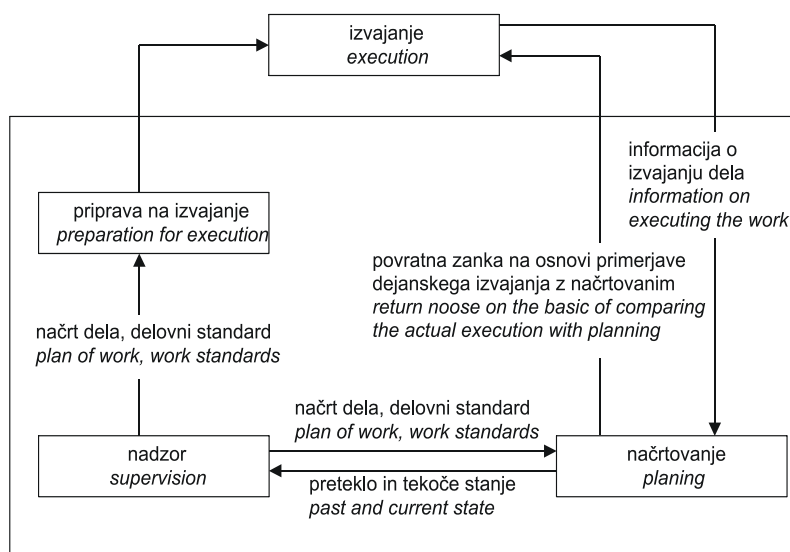 izvajanje
execution
informacija o
izvajanju dela
information on
executing the work
priprava na izvajanje
preparation for execution
povratna zanka na osnovi primerjave
dejanskega izvajanja z načrtovanim
return noose on the basic of comparing
the actual execution with planning
načrt dela, delovni standard
plan of work, work standards
načrt dela, delovni standard
plan of work, work standards
nadzor
supervision
načrtovanje
planing
preteklo in tekoče stanje
past and current state